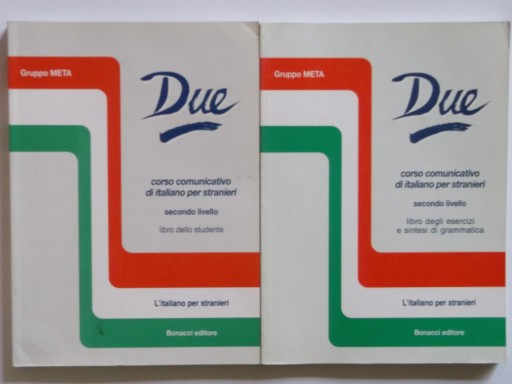 Gruppo META
Due
corso comunicativo
di italiano per stranieri
secondo livello
libro dello studente
L'italiano per stranieri
Bonacci editore
Gruppo META
Due
corso comunicativo
di italiano per stranieri
secondo livello
libro degli esercizi
e sintesi di grammatica
L'italiano per stranieri
Bonacci editore